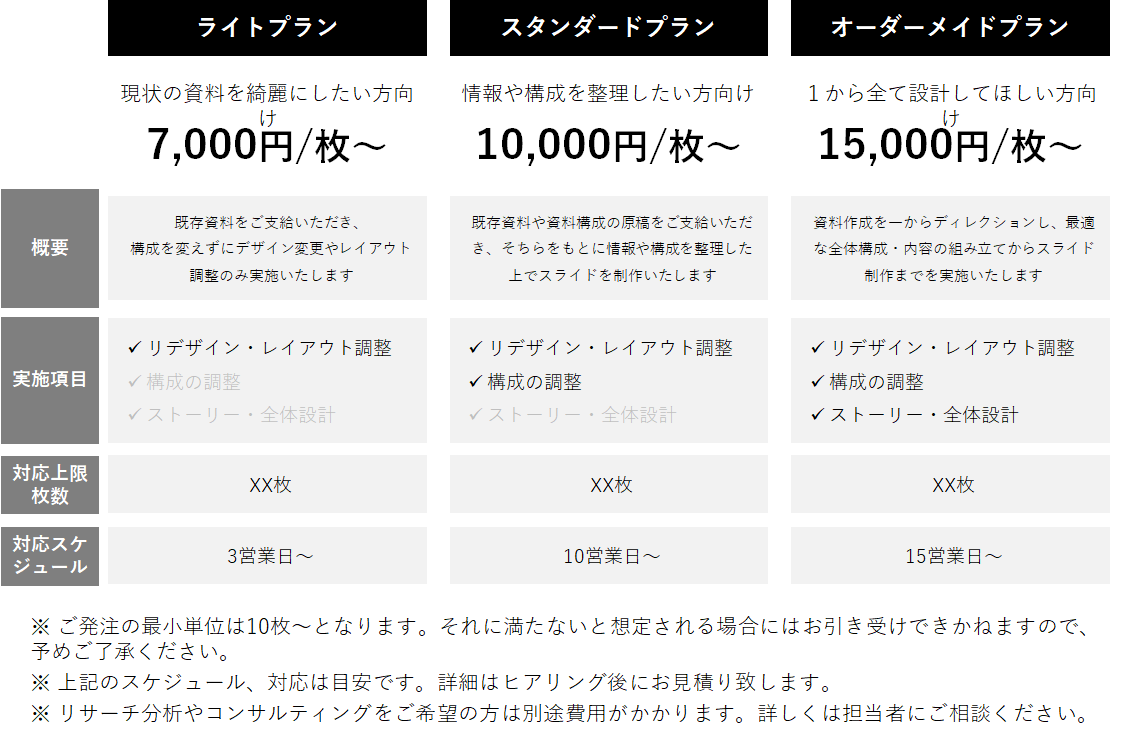 ライトプラン
スタンダードプラン
オーダーメイドプラン
現状の資料を綺麗にしたい方向
け
7,000円/枚～
情報や構成を整理したい方向け
10,000円/枚～
１から全て設計してほしい方向
け
15,000円/枚～
概要
既存資料をご支給いただき、
構成を変えずにデザイン変更やレイアウト
調整のみ実施いたします
既存資料や資料構成の原稿をご支給いただ
き、そちらをもとに情報や構成を整理した
上でスライドを制作いたします
資料作成を一からディレクションし、最適
な全体構成・内容の組み立てからスライド
制作までを実施いたします
実施項目
✓ リデザイン・レイアウト調整
✓ 構成の調整
✓ ストーリー・全体設計
✓ リデザイン・レイアウト調整
✓ 構成の調整
✓ ストーリー・全体設計
✓ リデザイン・レイアウト調整
✓ 構成の調整
✓ ストーリー・全体設計
対応上限
枚数
XX枚
XX枚
XX枚
対応スケ
ジュール
3営業日～
10営業日～
15営業日～
※ ご発注の最小単位は10枚～となります。それに満たないと想定される場合にはお引き受けできかねますので、
予めご了承ください。
※ 上記のスケジュール、対応は目安です。詳細はヒアリング後にお見積り致します。
※ リサーチ分析やコンサルティングをご希望の方は別途費用がかかります。詳しくは担当者にご相談ください。